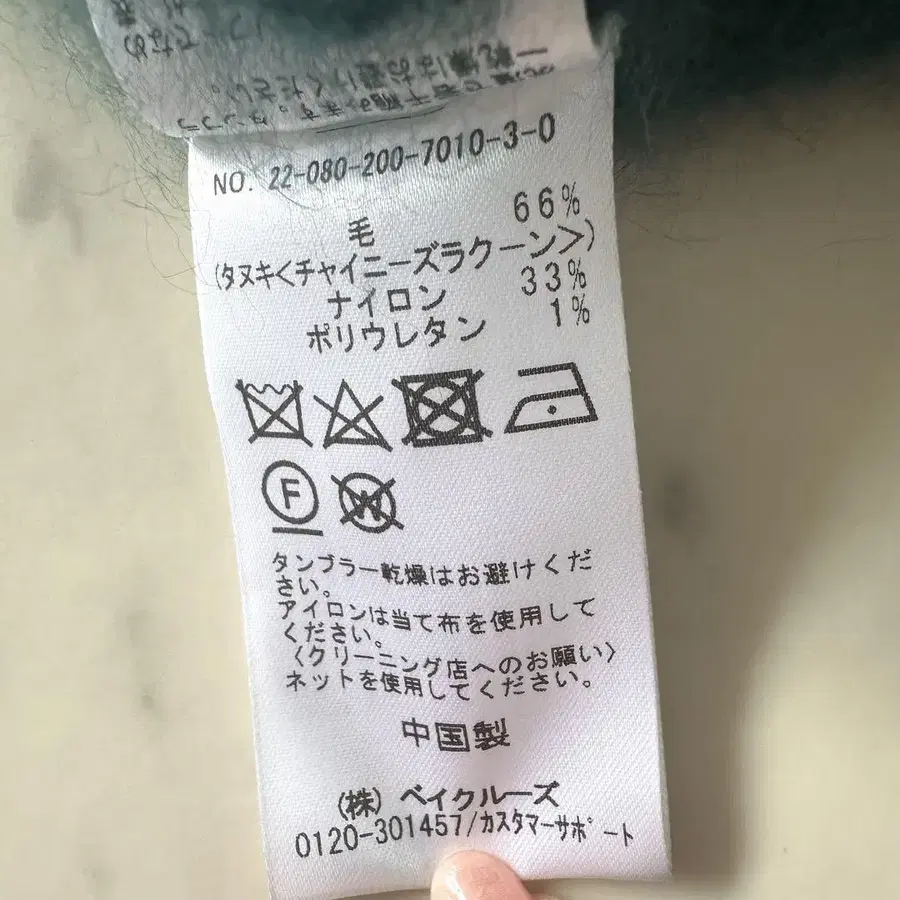 NO. 22-080-200-7010-3-0
毛 66%
(タヌキ<チャイニーズラクーン>)
ナイロン 33%
ポリウレタン 1%
F
W
タンブラー乾燥はお避けくだ
さい。
アイロンは当て布を使用して
ください。
〈クリーニング店へのお願い〉
ネットを使用してください。
中国製
(株) ベイクルーズ
0120-301457/カスタマーサポート